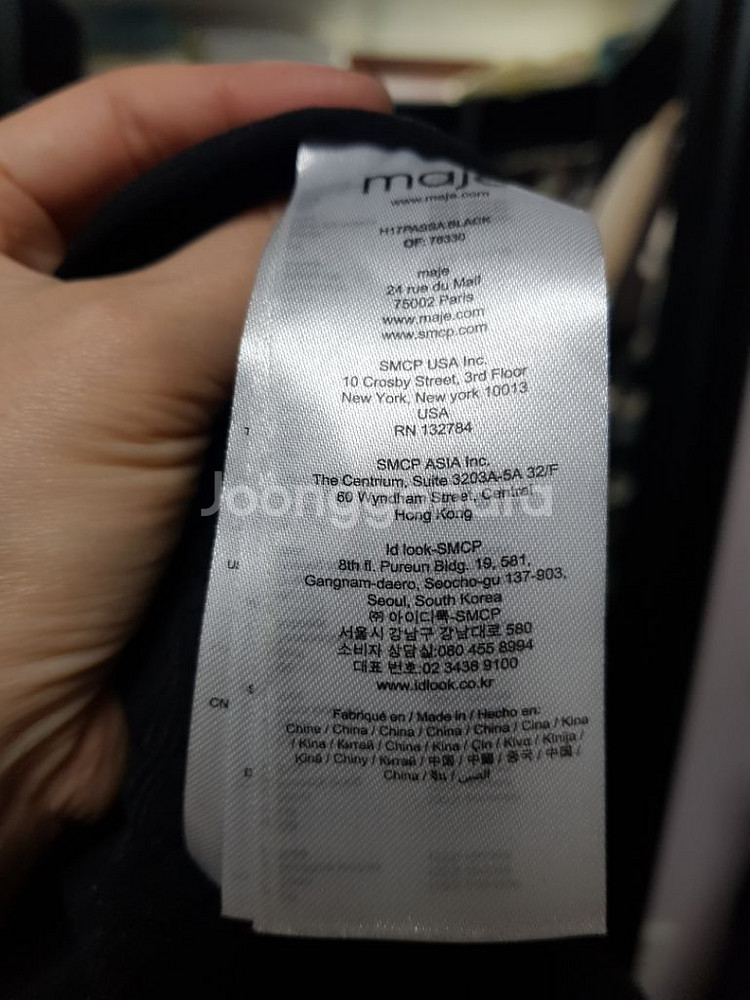 maje
www.maje.com
H17PASSA BLACK
OF: 78330
maje
24 rue du Mail
75002 Paris
www.maje.com
www.smcp.com
SMCP USA Inc.
10 Crosby Street, 3rd Floor
New York, New york 10013
USA
RN 132784
SMCP ASIA Inc.
The Centrium, Suite 3203A-5A 32/F
60 Wyndham Street, Central
Hong Kong
Joonggonara
Id look-SMCP
8th fl. Pureun Bldg. 19, 581,
Gangnam-daero, Seocho-gu 137-903,
Seoul, South Korea
㈜ 아이디룩-SMCP
서울시 강남구 강남대로 580
소비자 상담실:080 455 8994
대표 번호:02 3438 9100
www.idlook.co.kr
CN
Fabriqué en / Made in / Hecho en:
Chine / China / China / China / China / Cina / Kina
/ Kina / Китай / China / Kina / Çin / Kiva / Kinija /
Kīna / Chiny / Китай / 中国 / 中國 / 중국 / 中国 /
China / จีน / الصين